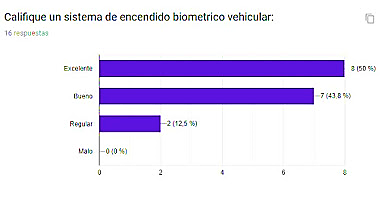 Califique un sistema de encendido biometrico vehicular:
16 respuestas
Excelente
8 (50 %)
Bueno
7 (43,8 %)
Regular
2 (12,5 %)
Malo
0 (0 %)
0
2
4
6
8